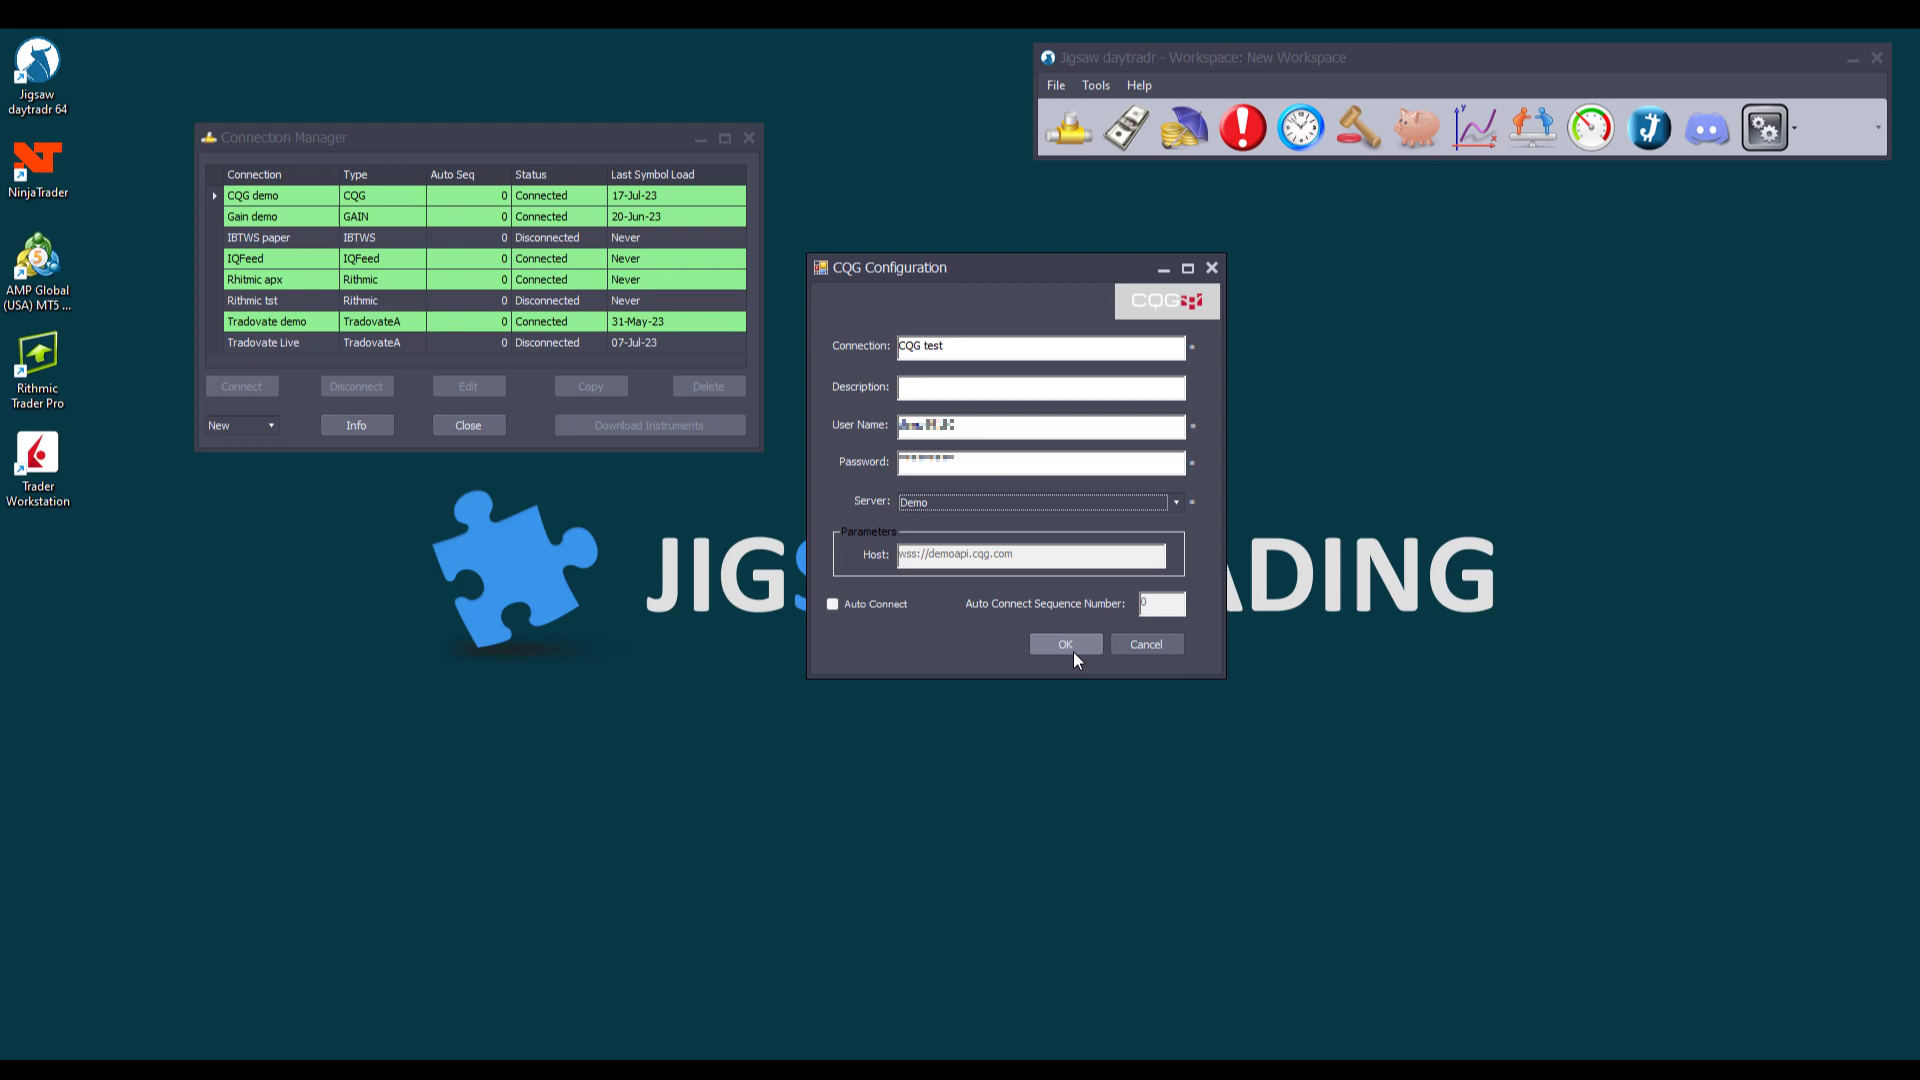 Jigsaw
daytradr 64
NinjaTrader
AMP Global
(USA) MT5 ...
Rithmic
Trader Pro
Trader
Workstation
Jigsaw daytradr - Workspace: New Workspace
File Tools Help
Connection Manager
Connection Type Auto Seq Status Last Symbol Load
CQG demo CQG 0 Connected 17-Jul-23
Gain demo GAIN 0 Connected 20-Jun-23
IBTWS paper IBTWS 0 Disconnected Never
IQFeed IQFeed 0 Connected Never
Rhitmic apx Rithmic 0 Connected Never
Rithmic tst Rithmic 0 Disconnected Never
Tradovate demo TradovateA 0 Connected 31-May-23
Tradovate Live TradovateA 0 Disconnected 07-Jul-23
Connect Disconnect Edit Copy Delete
New Info Close Download Instruments
CQG Configuration
CQG
Connection: CQG test
Description:
User Name:
Password:
Server: Demo
Parameters
Host: wss://demoapi.cqg.com
Auto Connect Auto Connect Sequence Number: 0
OK Cancel
JIGS ADING